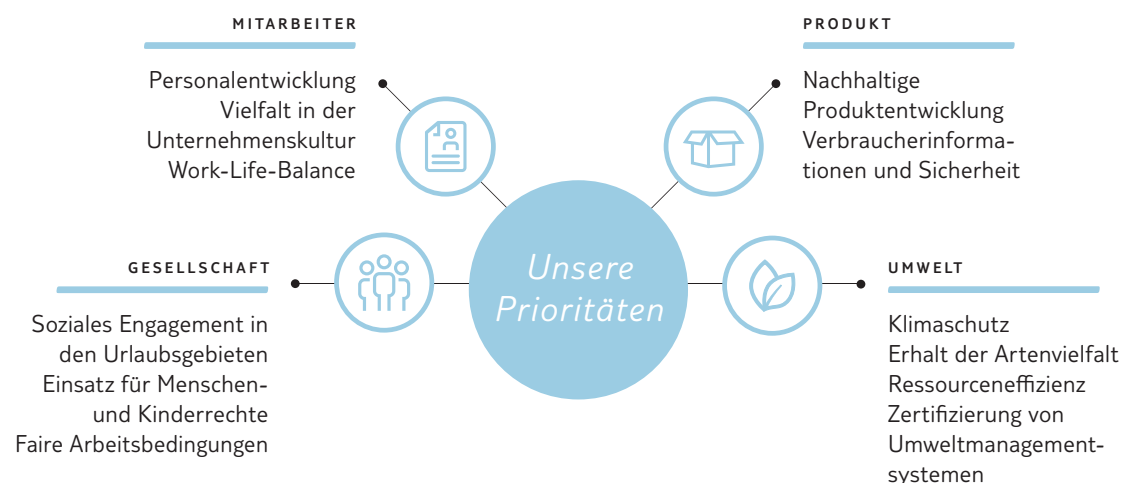 MITARBEITER
Personalentwicklung
Vielfalt in der
Unternehmenskultur
Work-Life-Balance
PRODUKT
Nachhaltige
Produktentwicklung
Verbraucherinforma-
tionen und Sicherheit
GESELLSCHAFT
Soziales Engagement in
den Urlaubsgebieten
Einsatz für Menschen-
und Kinderrechte
Faire Arbeitsbedingungen
Unsere
Prioritäten
UMWELT
Klimaschutz
Erhalt der Artenvielfalt
Ressourceneffizienz
Zertifizierung von
Umweltmanagement-
systemen